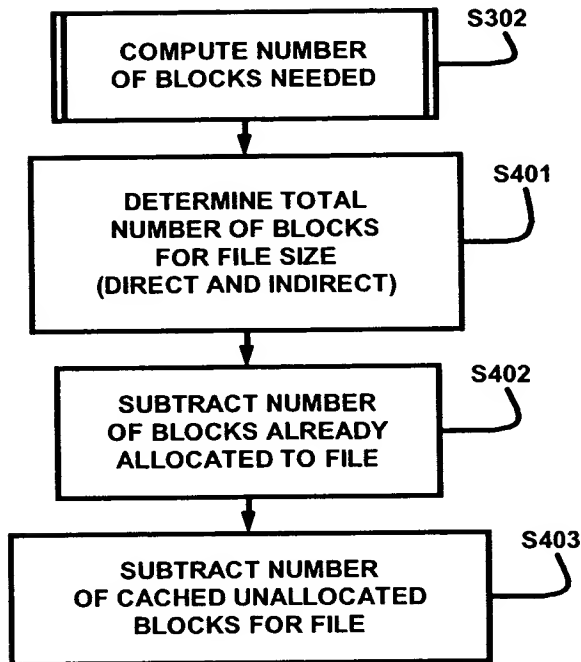 S302
COMPUTE NUMBER
OF BLOCKS NEEDED
S401
DETERMINE TOTAL
NUMBER OF BLOCKS
FOR FILE SIZE
(DIRECT AND INDIRECT)
S402
SUBTRACT NUMBER
OF BLOCKS ALREADY
ALLOCATED TO FILE
S403
SUBTRACT NUMBER
OF CACHED UNALLOCATED
BLOCKS FOR FILE